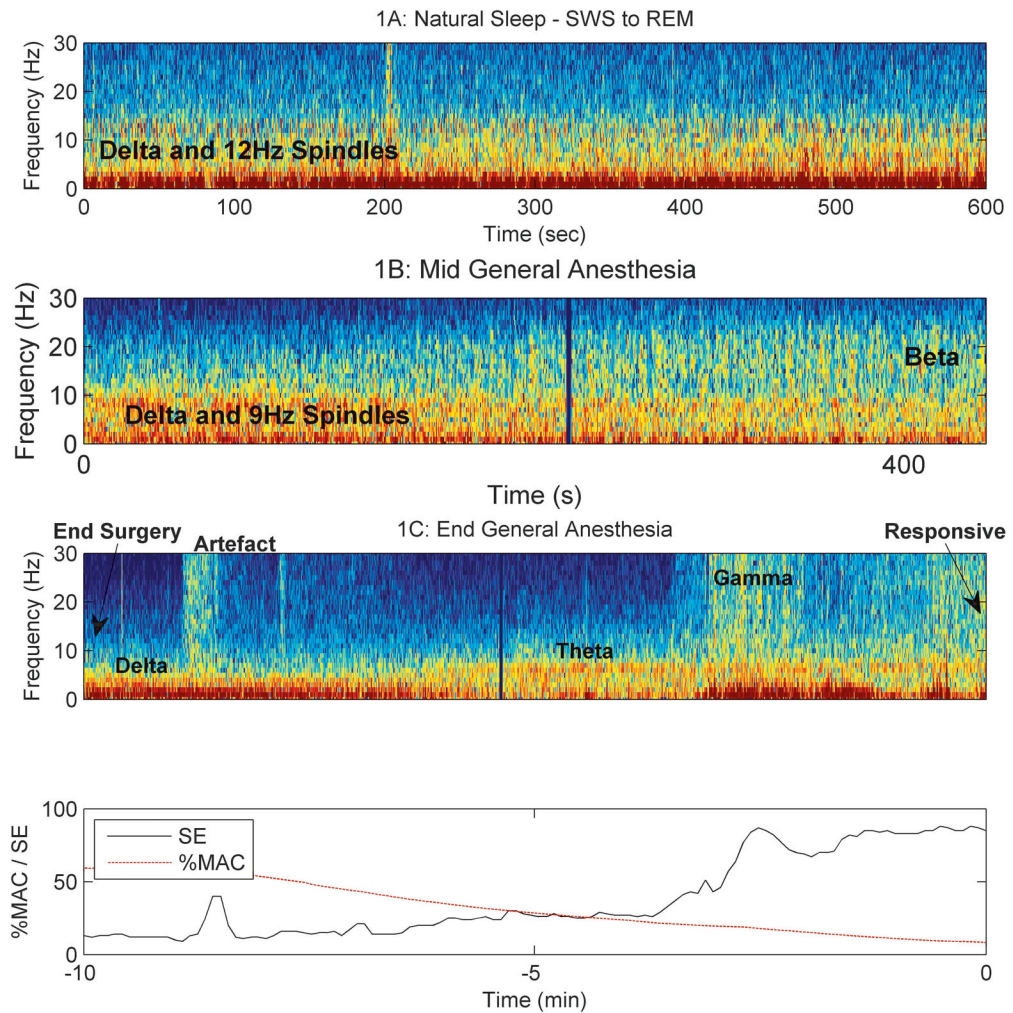 1A: Natural Sleep - SWS to REM
Frequency (Hz)
30
20
10
0
Delta and 12Hz Spindles
0 100 200 300 400 500 600
Time (sec)
1B: Mid General Anesthesia
Frequency (Hz)
30
20
10
0
Beta
Delta and 9Hz Spindles
0 400
Time (s)
1C: End General Anesthesia
End Surgery
Responsive
Artefact
Frequency (Hz)
30
20
10
0
Gamma
Theta
Delta
%MAC / SE
100
50
0
SE
%MAC
-10 -5 0
Time (min)